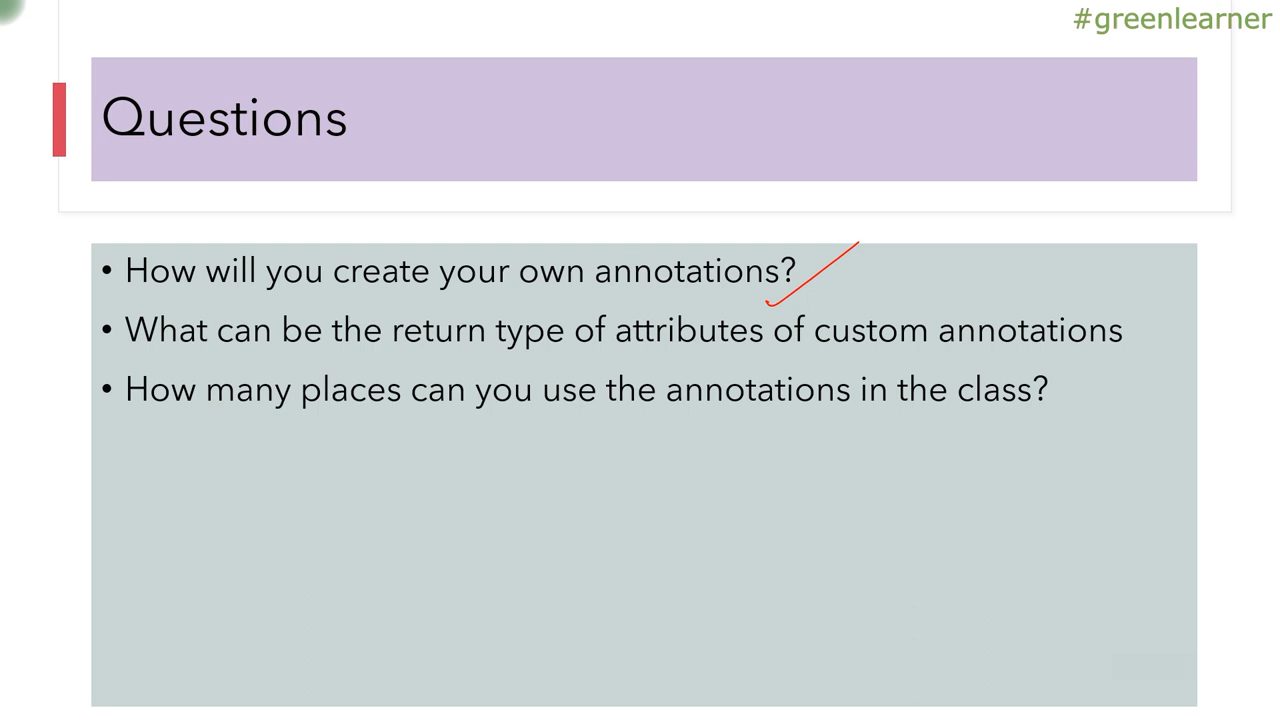 #greenlearner
Questions
• How will you create your own annotations?
• What can be the return type of attributes of custom annotations
• How many places can you use the annotations in the class?